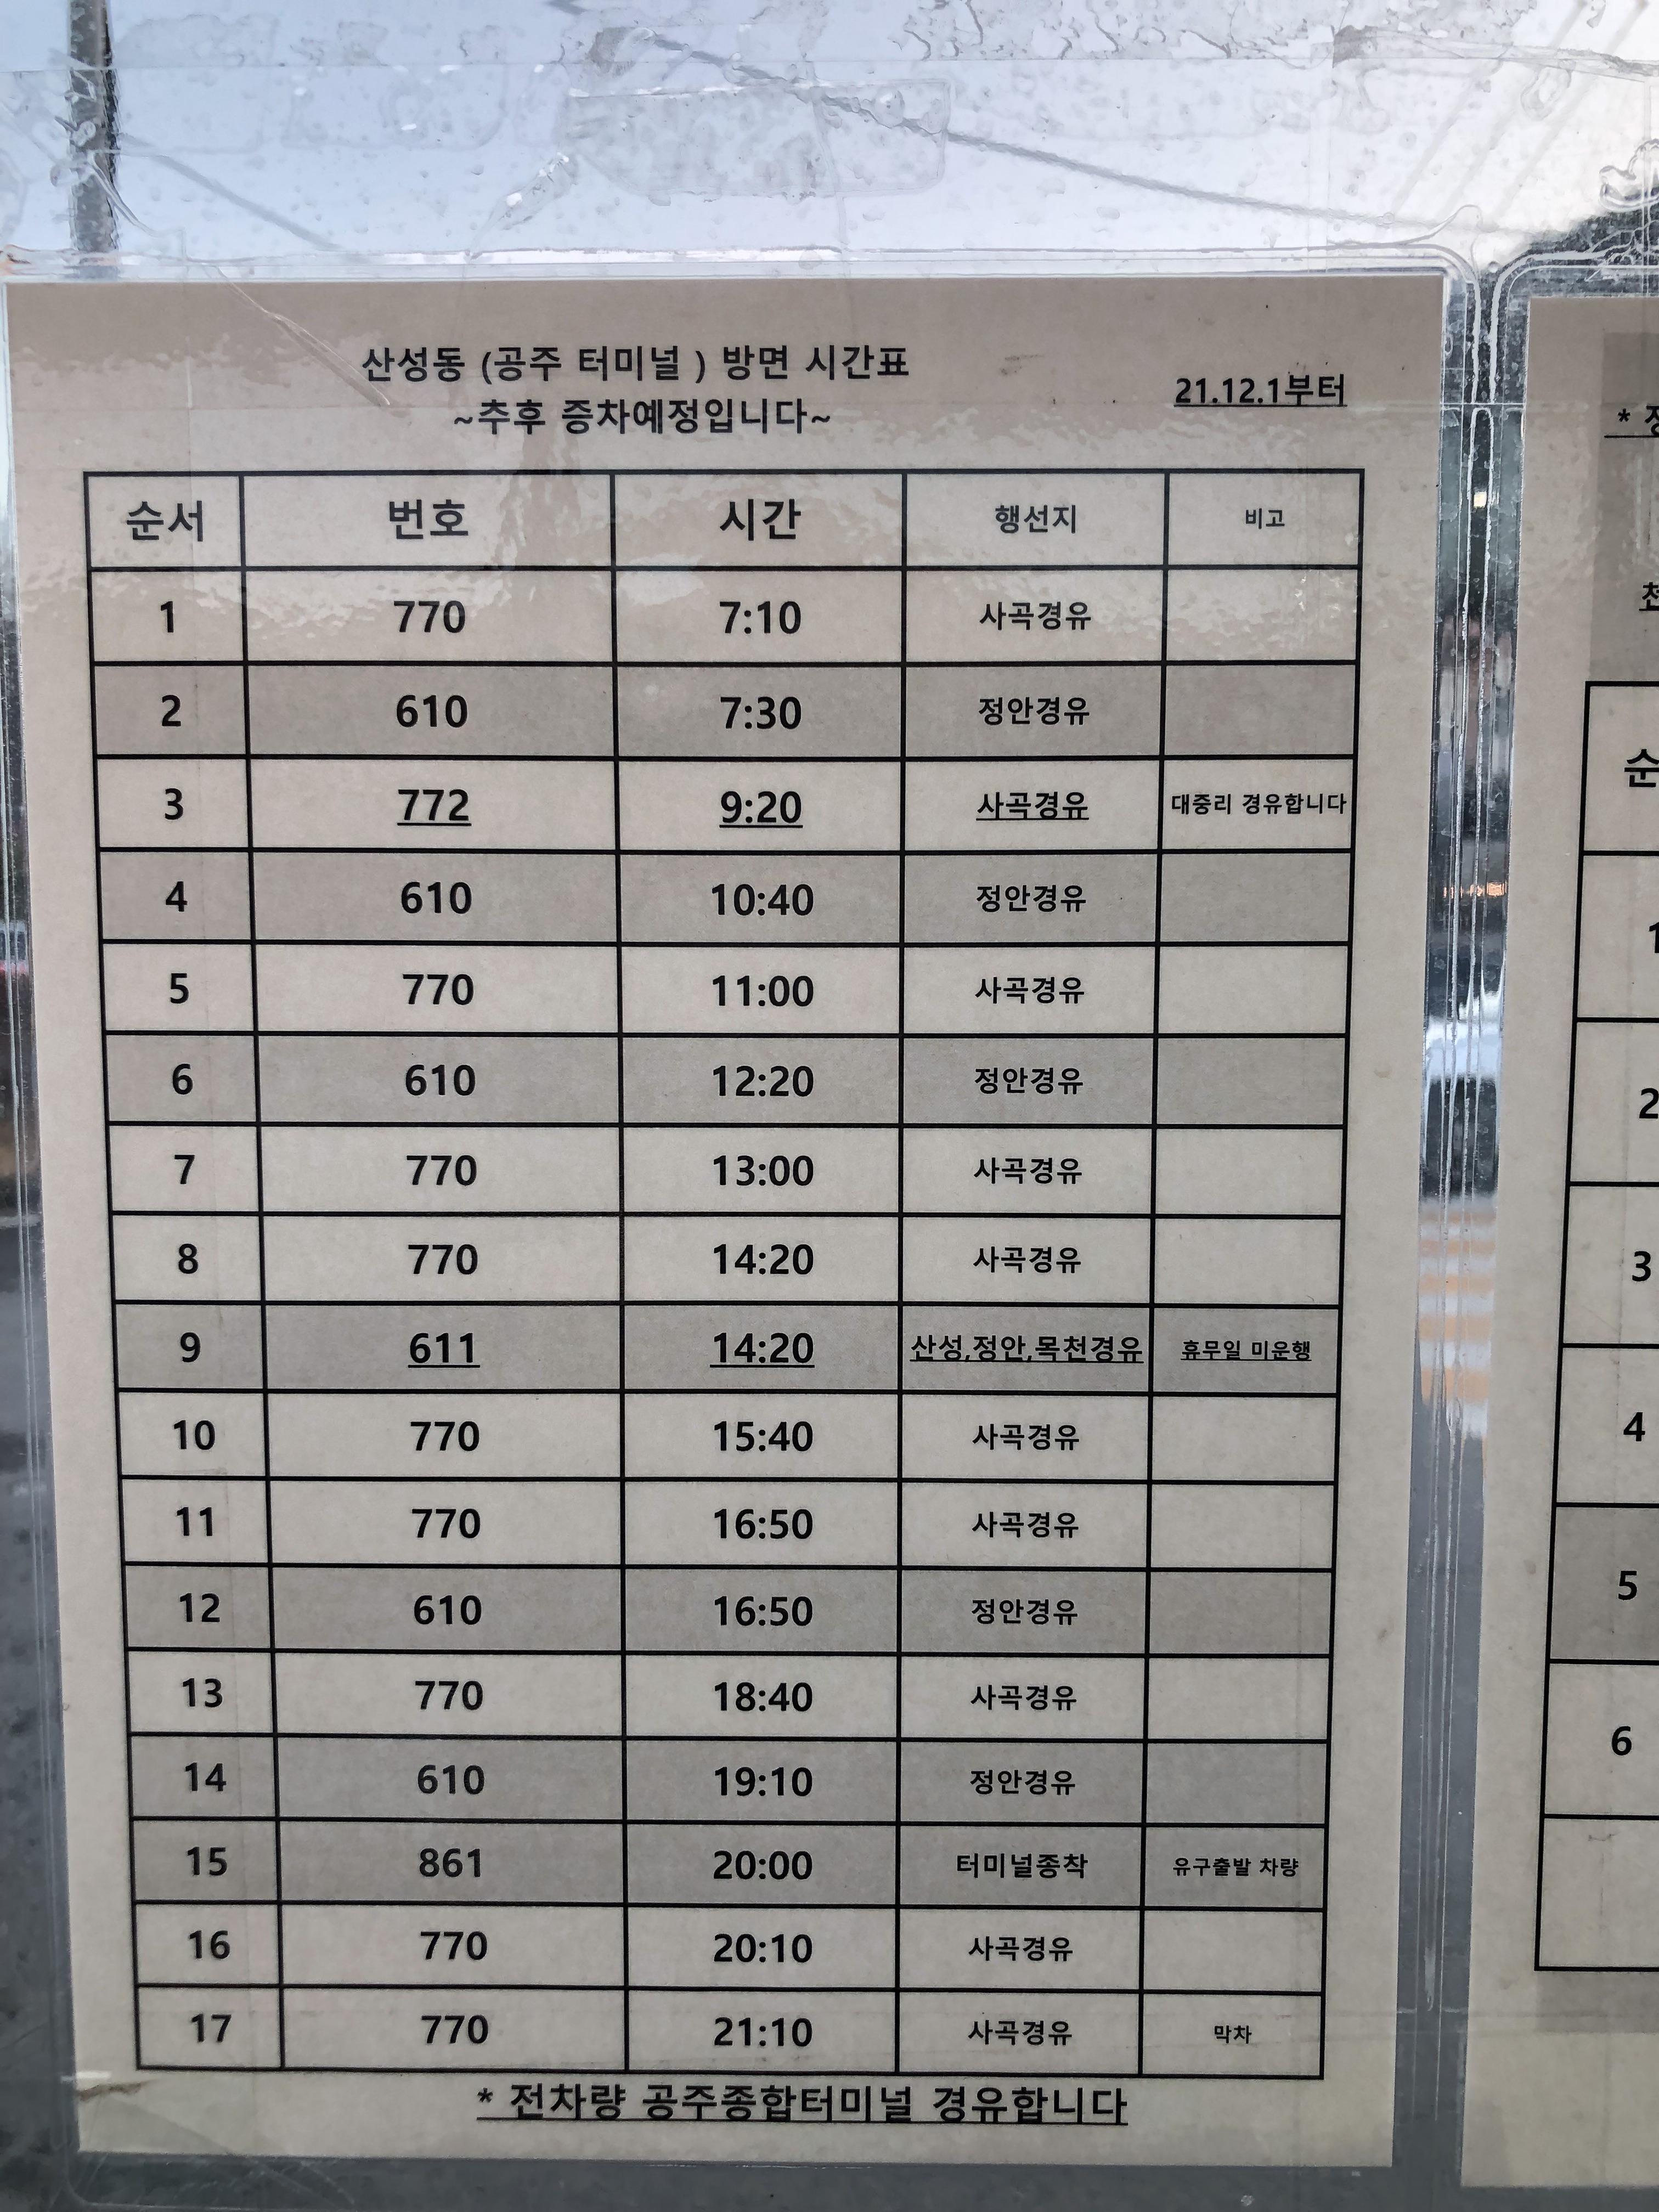 산성동 (공주 터미널 ) 방면 시간표
~추후 증차예정입니다~
21.12.1부터
순서 번호 시간 행선지 비고
1 770 7:10 사곡경유
2 610 7:30 정안경유
3 772 9:20 사곡경유 대중리 경유합니다
4 610 10:40 정안경유
5 770 11:00 사곡경유
6 610 12:20 정안경유
7 770 13:00 사곡경유
8 770 14:20 사곡경유
9 611 14:20 산성,정안,목천경유 휴무일 미운행
10 770 15:40 사곡경유
11 770 16:50 사곡경유
12 610 16:50 정안경유
13 770 18:40 사곡경유
14 610 19:10 정안경유
15 861 20:00 터미널종착 유구출발 차량
16 770 20:10 사곡경유
17 770 21:10 사곡경유 막차
* 전차량 공주종합터미널 경유합니다
*
순
1
2
3
4
5
6